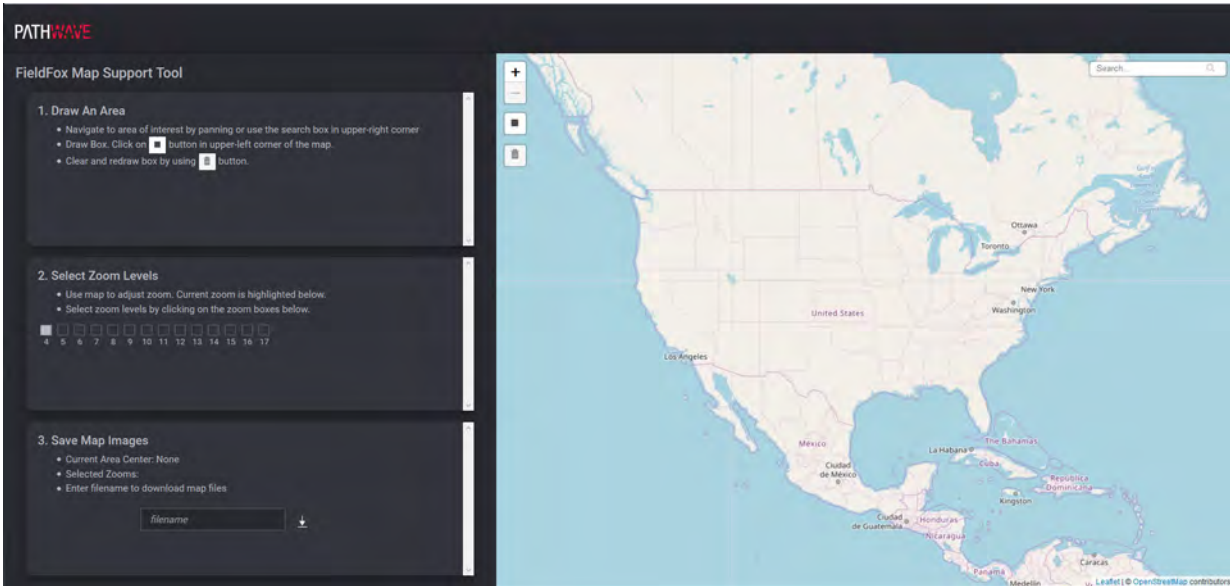 PATHWAVE
FieldFox Map Support Tool
1. Draw An Area
• Navigate to area of interest by panning or use the search box in upper-right corner
• Draw Box. Click on button in upper-left corner of the map.
• Clear and redraw box by using button.
2. Select Zoom Levels
• Use map to adjust zoom. Current zoom is highlighted below.
• Select zoom levels by clicking on the zoom boxes below.
4 5 6 7 8 9 10 11 12 13 14 15 16 17
3. Save Map Images
• Current Area Center: None
• Selected Zooms:
• Enter filename to download map files
filename
+
−
Search...
Ottawa
Toronto
New York
Washington
United States
Los Angeles
México
Ciudad
de México
La Habana
The Bahamas
Cuba
República
Dominicana
Kingston
Ciudad
de Guatemala
Honduras
Nicaragua
Panamá
Caracas
Medellín
Leaflet | © OpenStreetMap contributors